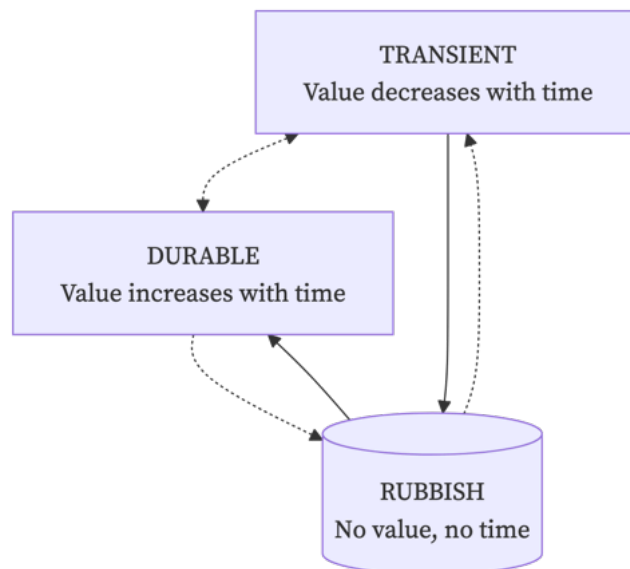 TRANSIENT
Value decreases with time
DURABLE
Value increases with time
RUBBISH
No value, no time